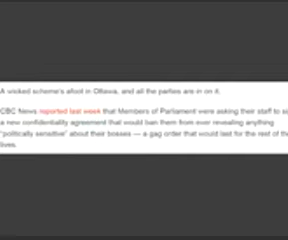 A wicked scheme's afoot in Ottawa, and all the parties are in on it.
CBC News reported last week that Members of Parliament were asking their staff to
a new confidentiality agreement that would ban them from ever revealing anything
"politically sensitive" about their bosses — a gag order that would last for the rest of
lives.